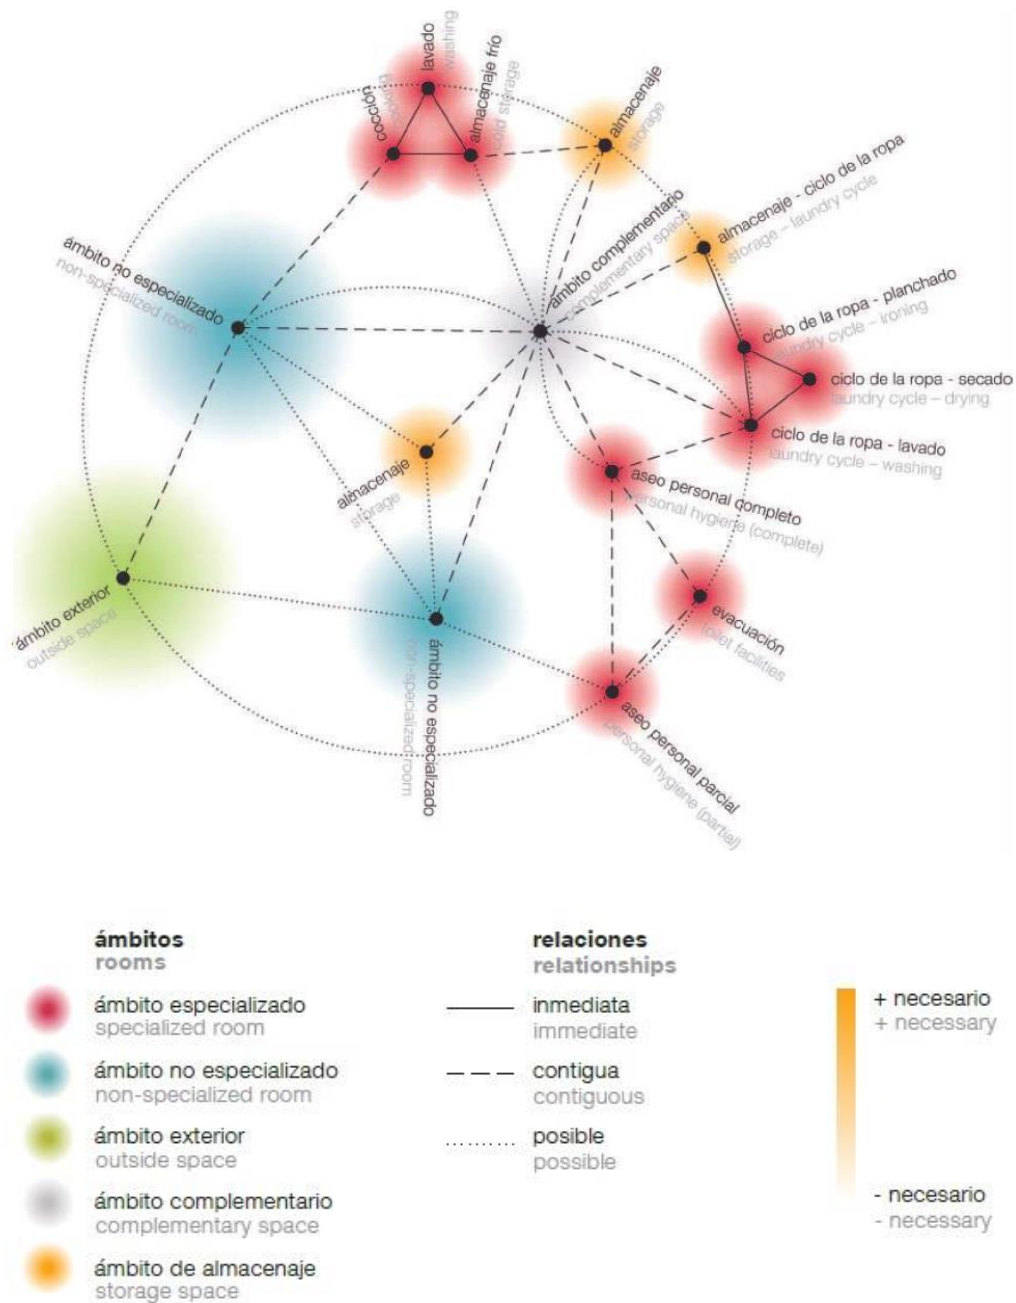 lavado
washing
cocción
cooking
almacenaje frío
cold storage
almacenaje
storage
almacenaje - ciclo de la ropa
storage – laundry cycle
ámbito complementario
complementary space
ámbito no especializado
non-specialized room
ciclo de la ropa - planchado
laundry cycle – ironing
ciclo de la ropa - secado
laundry cycle – drying
ciclo de la ropa - lavado
laundry cycle – washing
almacenaje
storage
aseo personal completo
personal hygiene (complete)
ámbito exterior
outside space
evacuación
toilet facilities
ámbito no especializado
non-specialized room
aseo personal parcial
personal hygiene (partial)
ámbitos
rooms
ámbito especializado
specialized room
ámbito no especializado
non-specialized room
ámbito exterior
outside space
ámbito complementario
complementary space
ámbito de almacenaje
storage space
relaciones
relationships
inmediata
immediate
contigua
contiguous
posible
possible
+ necesario
+ necessary
- necesario
- necessary